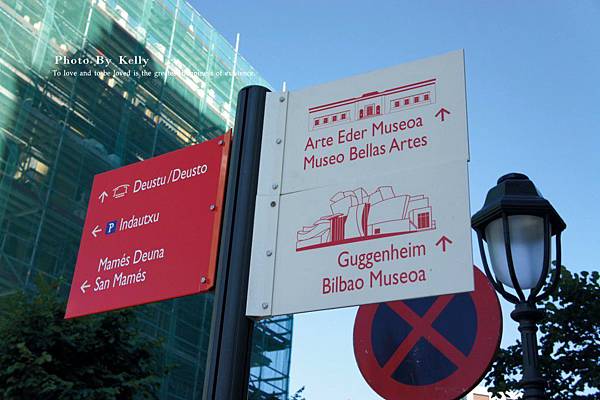 Photo By Kelly
To love and to be loved is the greatest happiness of existence.
Deustu/Deusto
P Indautxu
Mamés Deuna
San Mamés
Arte Eder Museoa
Museo Bellas Artes
Guggenheim
Bilbao Museoa